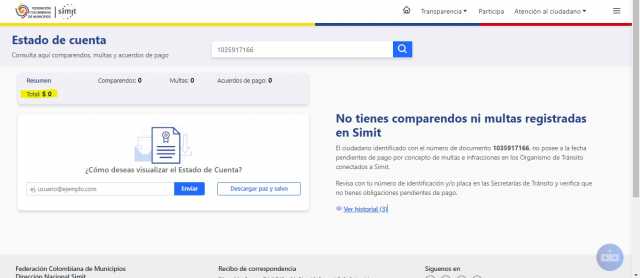 FEDERACIÓN
COLOMBIANA
DE MUNICIPIOS
simit
Transparencia
Participa
Atención al ciudadano
Estado de cuenta
Consulta aquí comparendos, multas y acuerdos de pago
1035917166
Resumen
Comparendos: 0
Multas: 0
Acuerdos de pago: 0
Total: $ 0
¿Cómo deseas visualizar el Estado de Cuenta?
ej. usuario@ejemplo.com
Enviar
Descargar paz y salvo
No tienes comparendos ni multas registradas
en Simit
El ciudadano identificado con el número de documento 1035917166, no posee a la fecha
pendientes de pago por concepto de multas e infracciones en los Organismo de Tránsito
conectados a Simit.
Revisa con tu número de identificación y/o placa en las Secretarías de Tránsito y verifica que
no tienes obligaciones pendientes de pago.
Ver historial (3)
Federación Colombiana de Municipios
Dirección Nacional Simit
Recibo de correspondencia
Síguenos en